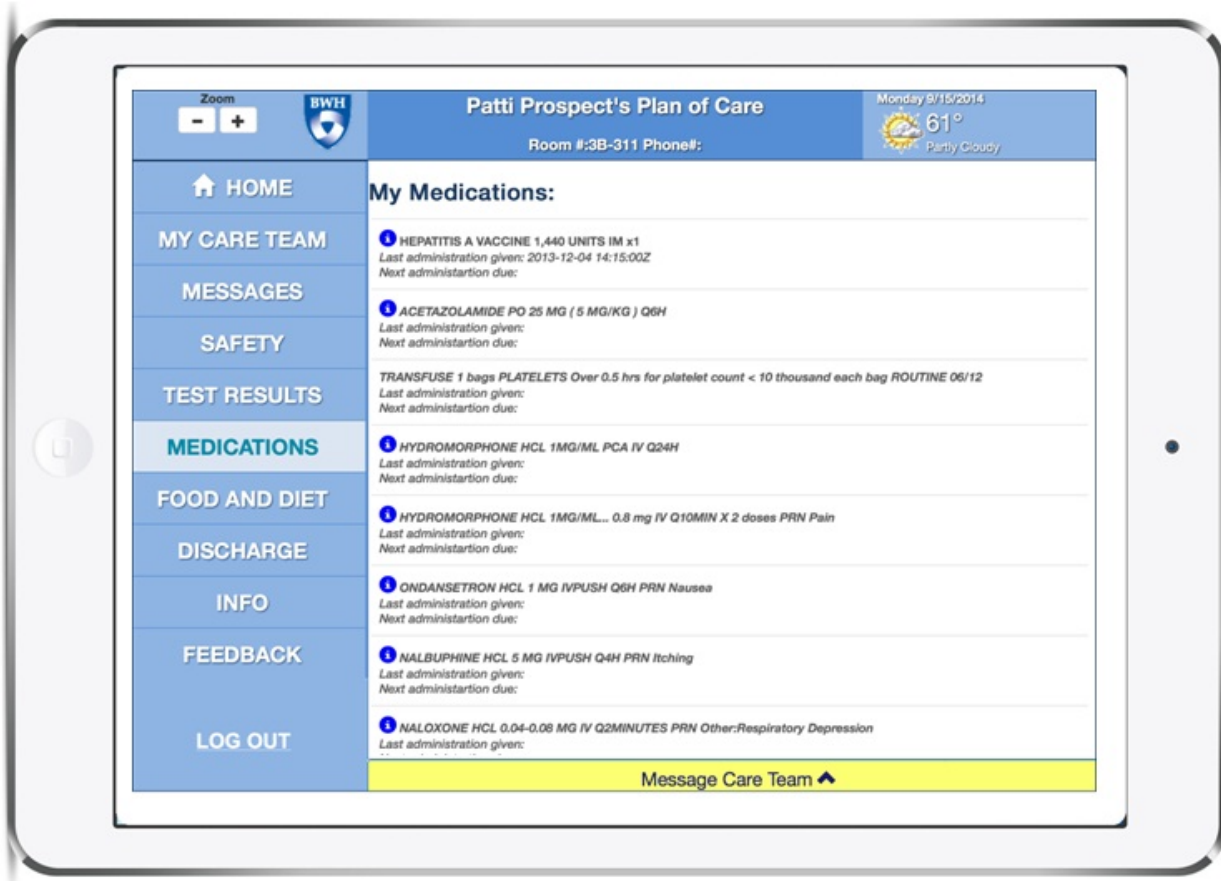 Zoom
- +
BWH
Patti Prospect's Plan of Care
Room #:3B-311 Phone#:
Monday 9/15/2014
61°
Partly Cloudy
HOME
MY CARE TEAM
MESSAGES
SAFETY
TEST RESULTS
MEDICATIONS
FOOD AND DIET
DISCHARGE
INFO
FEEDBACK
LOG OUT
My Medications:
i HEPATITIS A VACCINE 1,440 UNITS IM x1
Last administration given: 2013-12-04 14:15:00Z
Next administartion due:
i ACETAZOLAMIDE PO 25 MG ( 5 MG/KG ) Q6H
Last administration given:
Next administartion due:
TRANSFUSE 1 bags PLATELETS Over 0.5 hrs for platelet count < 10 thousand each bag ROUTINE 06/12
Last administration given:
Next administartion due:
i HYDROMORPHONE HCL 1MG/ML PCA IV Q24H
Last administration given:
Next administartion due:
i HYDROMORPHONE HCL 1MG/ML... 0.8 mg IV Q10MIN X 2 doses PRN Pain
Last administration given:
Next administartion due:
i ONDANSETRON HCL 1 MG IVPUSH Q6H PRN Nausea
Last administration given:
Next administartion due:
i NALBUPHINE HCL 5 MG IVPUSH Q4H PRN Itching
Last administration given:
Next administartion due:
i NALOXONE HCL 0.04-0.08 MG IV Q2MINUTES PRN Other:Respiratory Depression
Last administration given:
Message Care Team